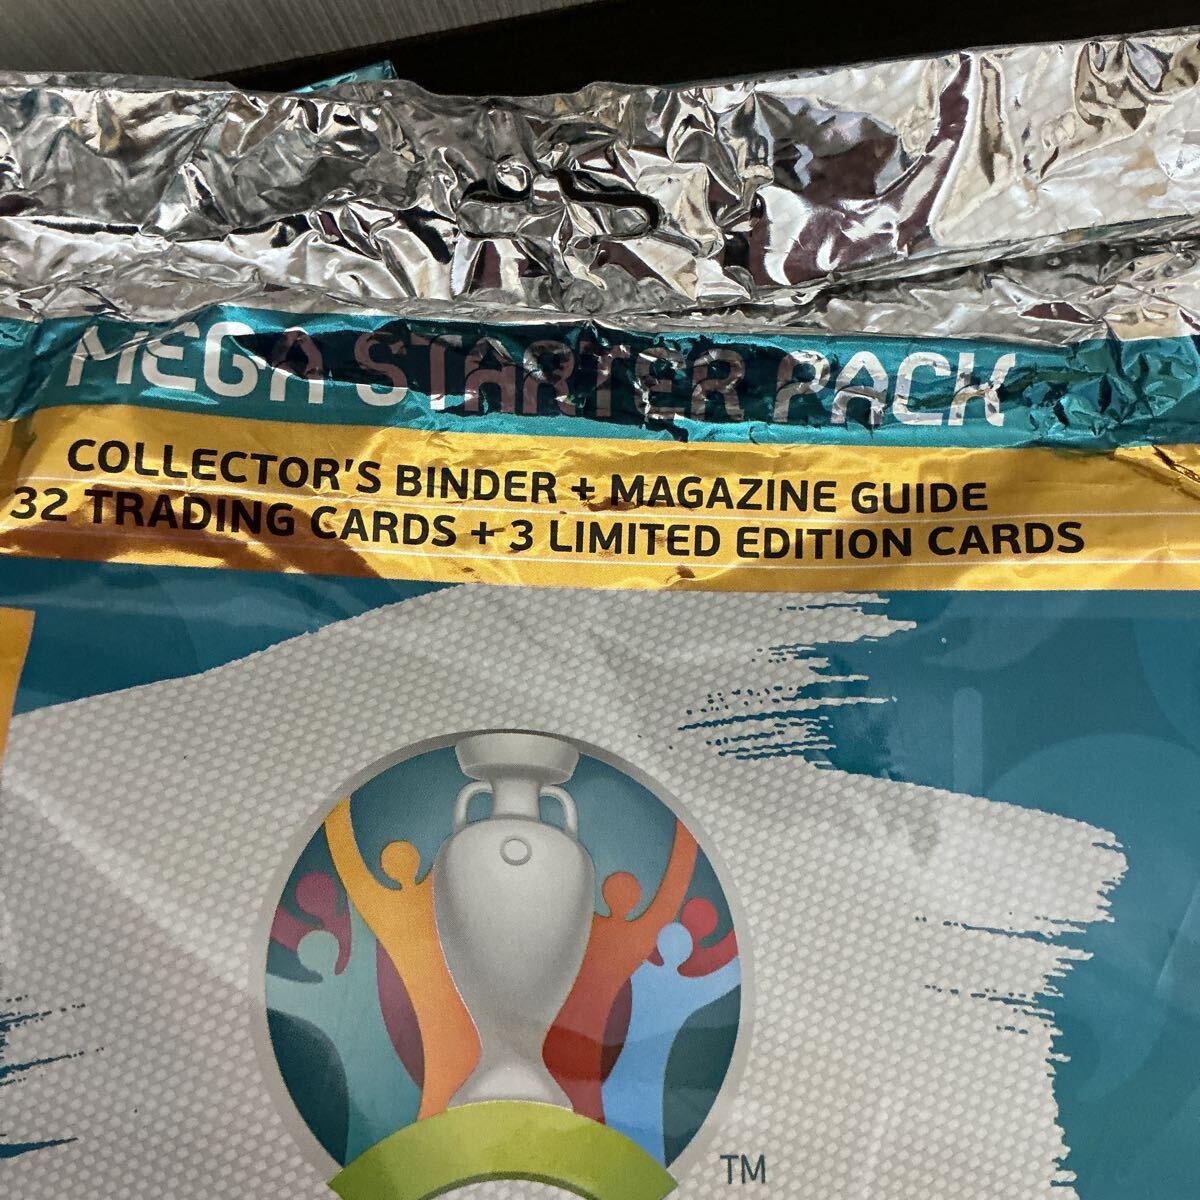 MEGA STARTER PACK
COLLECTOR'S BINDER + MAGAZINE GUIDE
32 TRADING CARDS + 3 LIMITED EDITION CARDS
TM